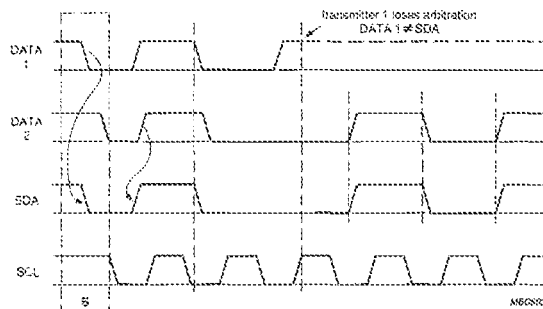 transmitter 1 loses arbitration
DATA 1 ≠ SDA
DATA
1
DATA
2
SDA
SCL
S